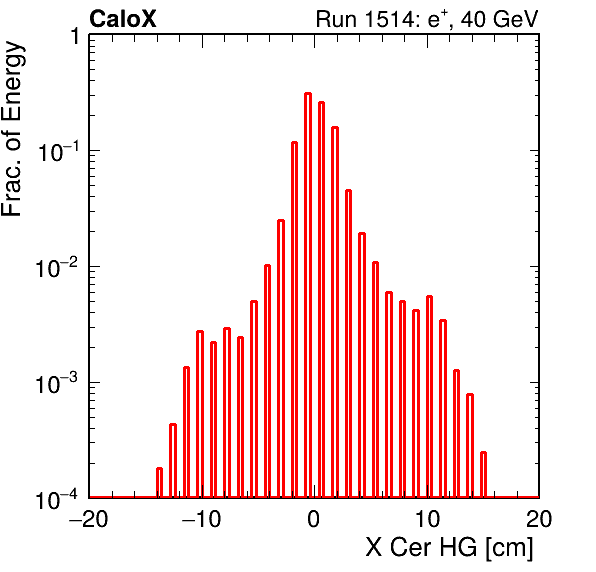 CaloX
Run 1514: e⁺, 40 GeV
Frac. of Energy
1
10⁻¹
10⁻²
10⁻³
10⁻⁴
−20
−10
0
10
20
X Cer HG [cm]